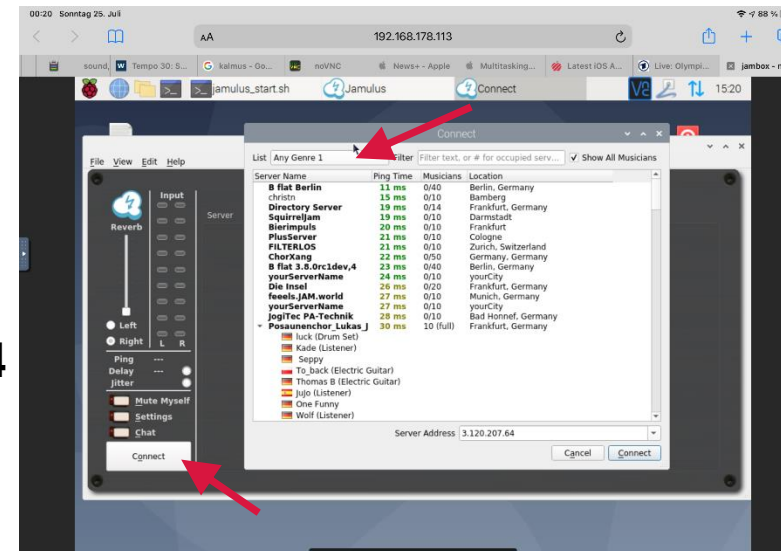 00:20 Sonntag 25. Juli
88 %
AA
192.168.178.113
sound,
Tempo 30: S...
kalmus - Go...
noVNC
News+ - Apple
Multitasking...
Latest iOS A...
Live: Olympi...
jambox - n
jamulus_start.sh
Jamulus
Connect
15:20
Connect
File View Edit Help
List Any Genre 1 Filter Filter text, or # for occupied serv... Show All Musicians
Server Name Ping Time Musicians Location
B flat Berlin 11 ms 0/40 Berlin, Germany
christn 15 ms 0/10 Bamberg
Directory Server 19 ms 0/14 Frankfurt, Germany
SquirrelJam 19 ms 0/10 Darmstadt
Bierimpuls 20 ms 0/10 Frankfurt
PlusServer 21 ms 0/10 Cologne
FILTERLOS 21 ms 0/10 Zurich, Switzerland
ChorXang 22 ms 0/50 Germany, Germany
B flat 3.8.0rc1dev,4 23 ms 0/40 Berlin, Germany
yourServerName 24 ms 0/10 yourCity
Die Insel 26 ms 0/20 Frankfurt, Germany
feeels.JAM.world 27 ms 0/10 Munich, Germany
yourServerName 27 ms 0/10 yourCity
JogiTec PA-Technik 28 ms 0/10 Bad Honnef, Germany
Posaunenchor_Lukas_J 30 ms 10 (full) Frankfurt, Germany
luck (Drum Set)
Kade (Listener)
Seppy
To_back (Electric Guitar)
Thomas B (Electric Guitar)
JuJo (Listener)
One Funny
Wolf (Listener)
Server Address 3.120.207.64
Cancel Connect
Input
Reverb
Server
Left
Right
L R
Ping ---
Delay ---
Jitter
Mute Myself
Settings
Chat
Connect